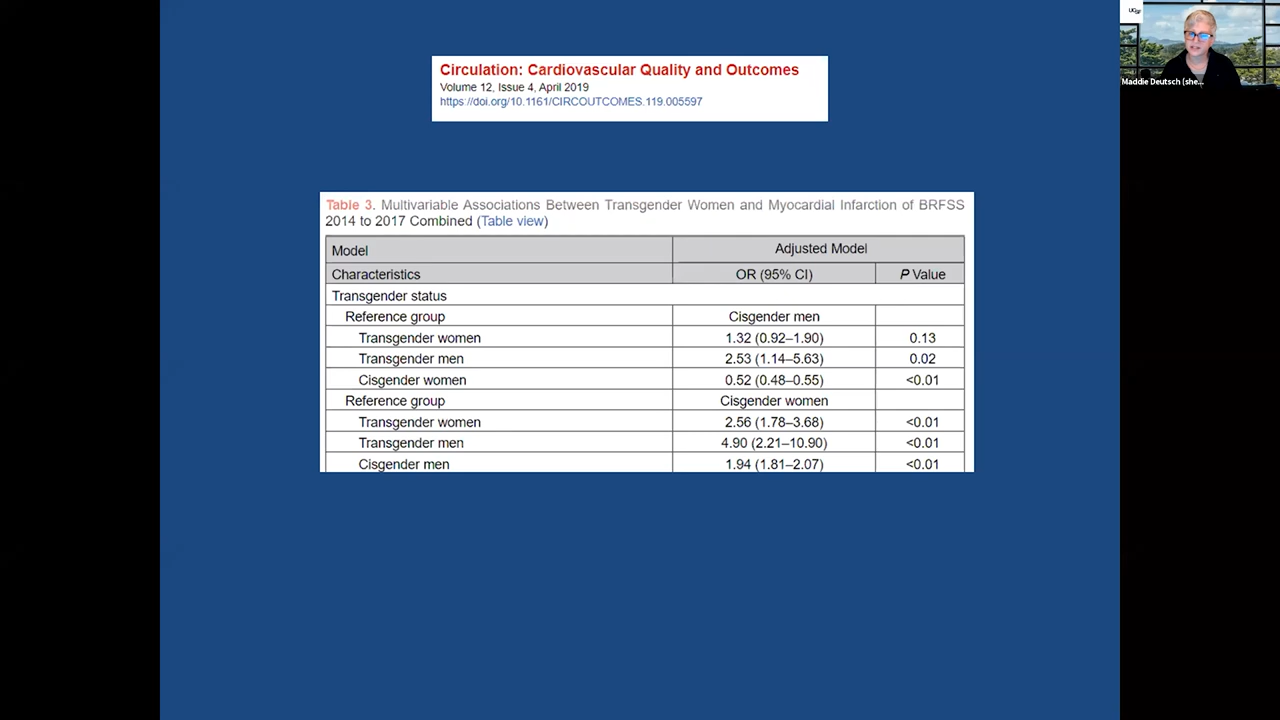 Circulation: Cardiovascular Quality and Outcomes
Volume 12, Issue 4, April 2019
https://doi.org/10.1161/CIRCOUTCOMES.119.005597
UCSF
Maddie Deutsch (she...
Table 3. Multivariable Associations Between Transgender Women and Myocardial Infarction of BRFSS
2014 to 2017 Combined (Table view)
Model Adjusted Model
Characteristics OR (95% CI) P Value
Transgender status
Reference group Cisgender men
Transgender women 1.32 (0.92–1.90) 0.13
Transgender men 2.53 (1.14–5.63) 0.02
Cisgender women 0.52 (0.48–0.55) <0.01
Reference group Cisgender women
Transgender women 2.56 (1.78–3.68) <0.01
Transgender men 4.90 (2.21–10.90) <0.01
Cisgender men 1.94 (1.81–2.07) <0.01